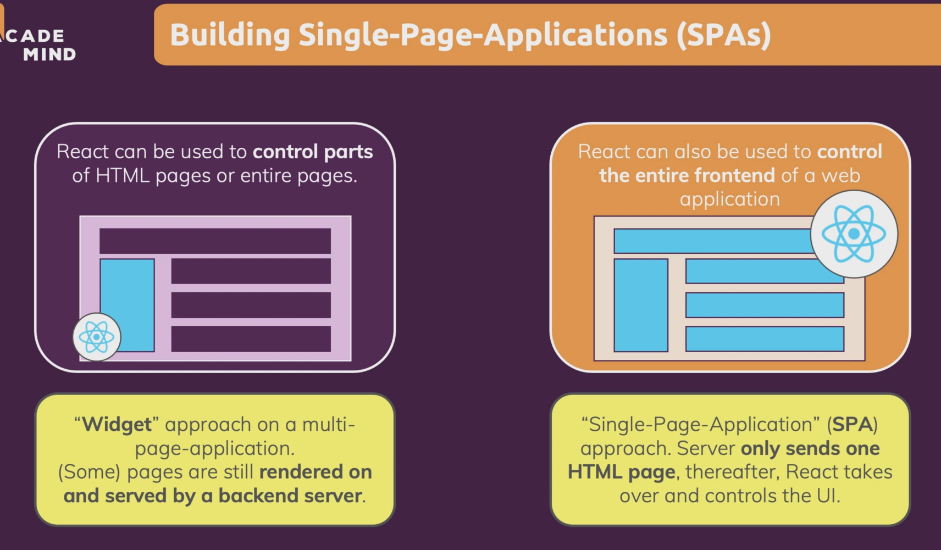 CADE
MIND
Building Single-Page-Applications (SPAs)
React can be used to control parts
of HTML pages or entire pages.
“Widget” approach on a multi-
page-application.
(Some) pages are still rendered on
and served by a backend server.
React can also be used to control
the entire frontend of a web
application
“Single-Page-Application” (SPA)
approach. Server only sends one
HTML page, thereafter, React takes
over and controls the UI.